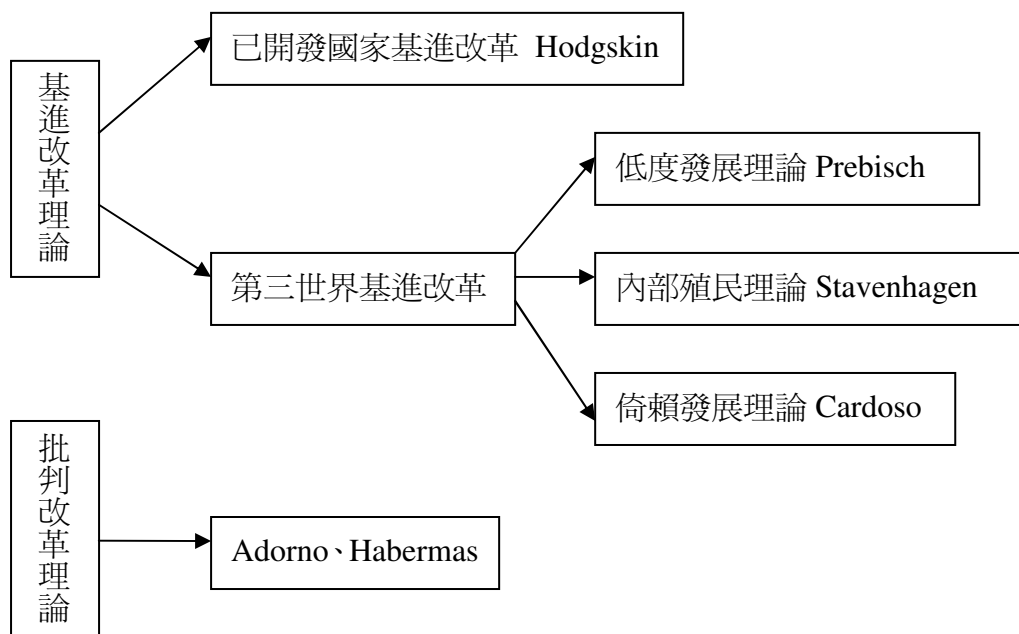 基進改革理論
已開發國家基進改革 Hodgskin
第三世界基進改革
低度發展理論 Prebisch
內部殖民理論 Stavenhagen
倚賴發展理論 Cardoso
批判改革理論
Adorno、Habermas